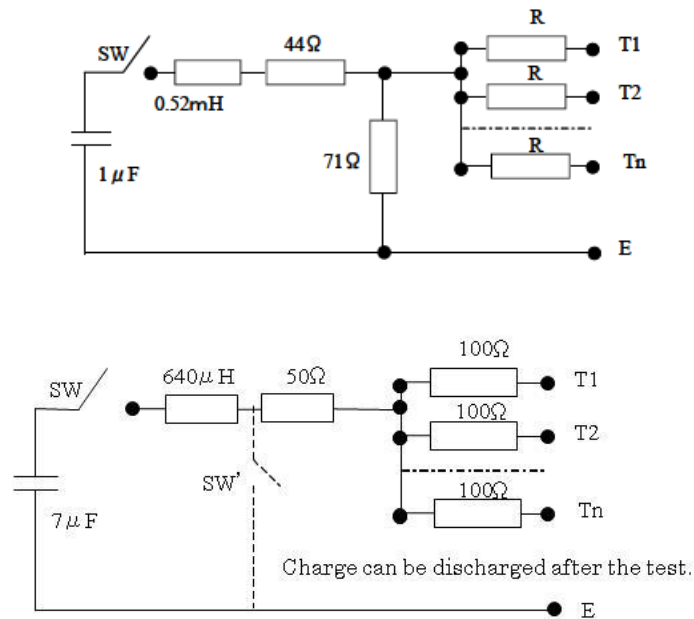 SW
44Ω
R
T1
0.52mH
R
T2
71Ω
R
Tn
1μF
E
SW
640μH
50Ω
100Ω
T1
100Ω
T2
SW'
100Ω
Tn
7μF
Charge can be discharged after the test.
E